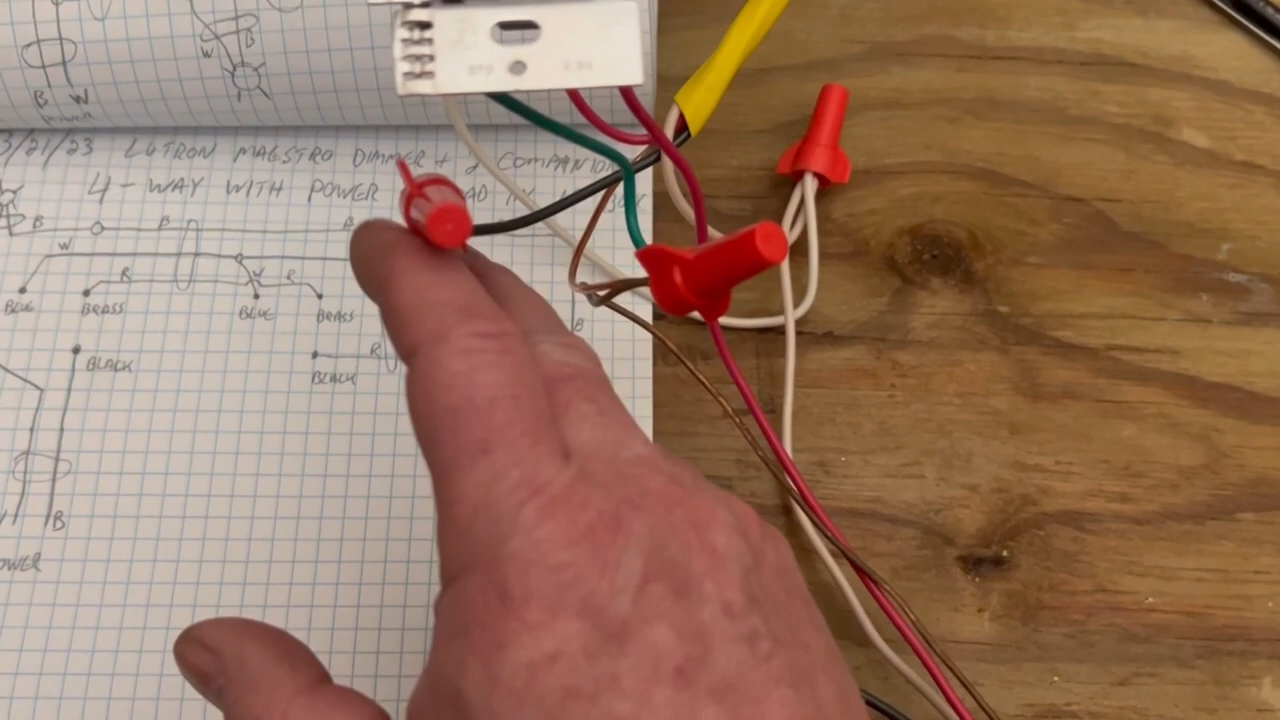 W B
B W
POWER
3/21/23 LUTRON MAESTRO DIMMER + 2 COMPANION
4-WAY WITH POWER
B B B
W
R W R
BLUE BRASS BLUE BRASS
B
BLACK R
BLACK
B
OWER